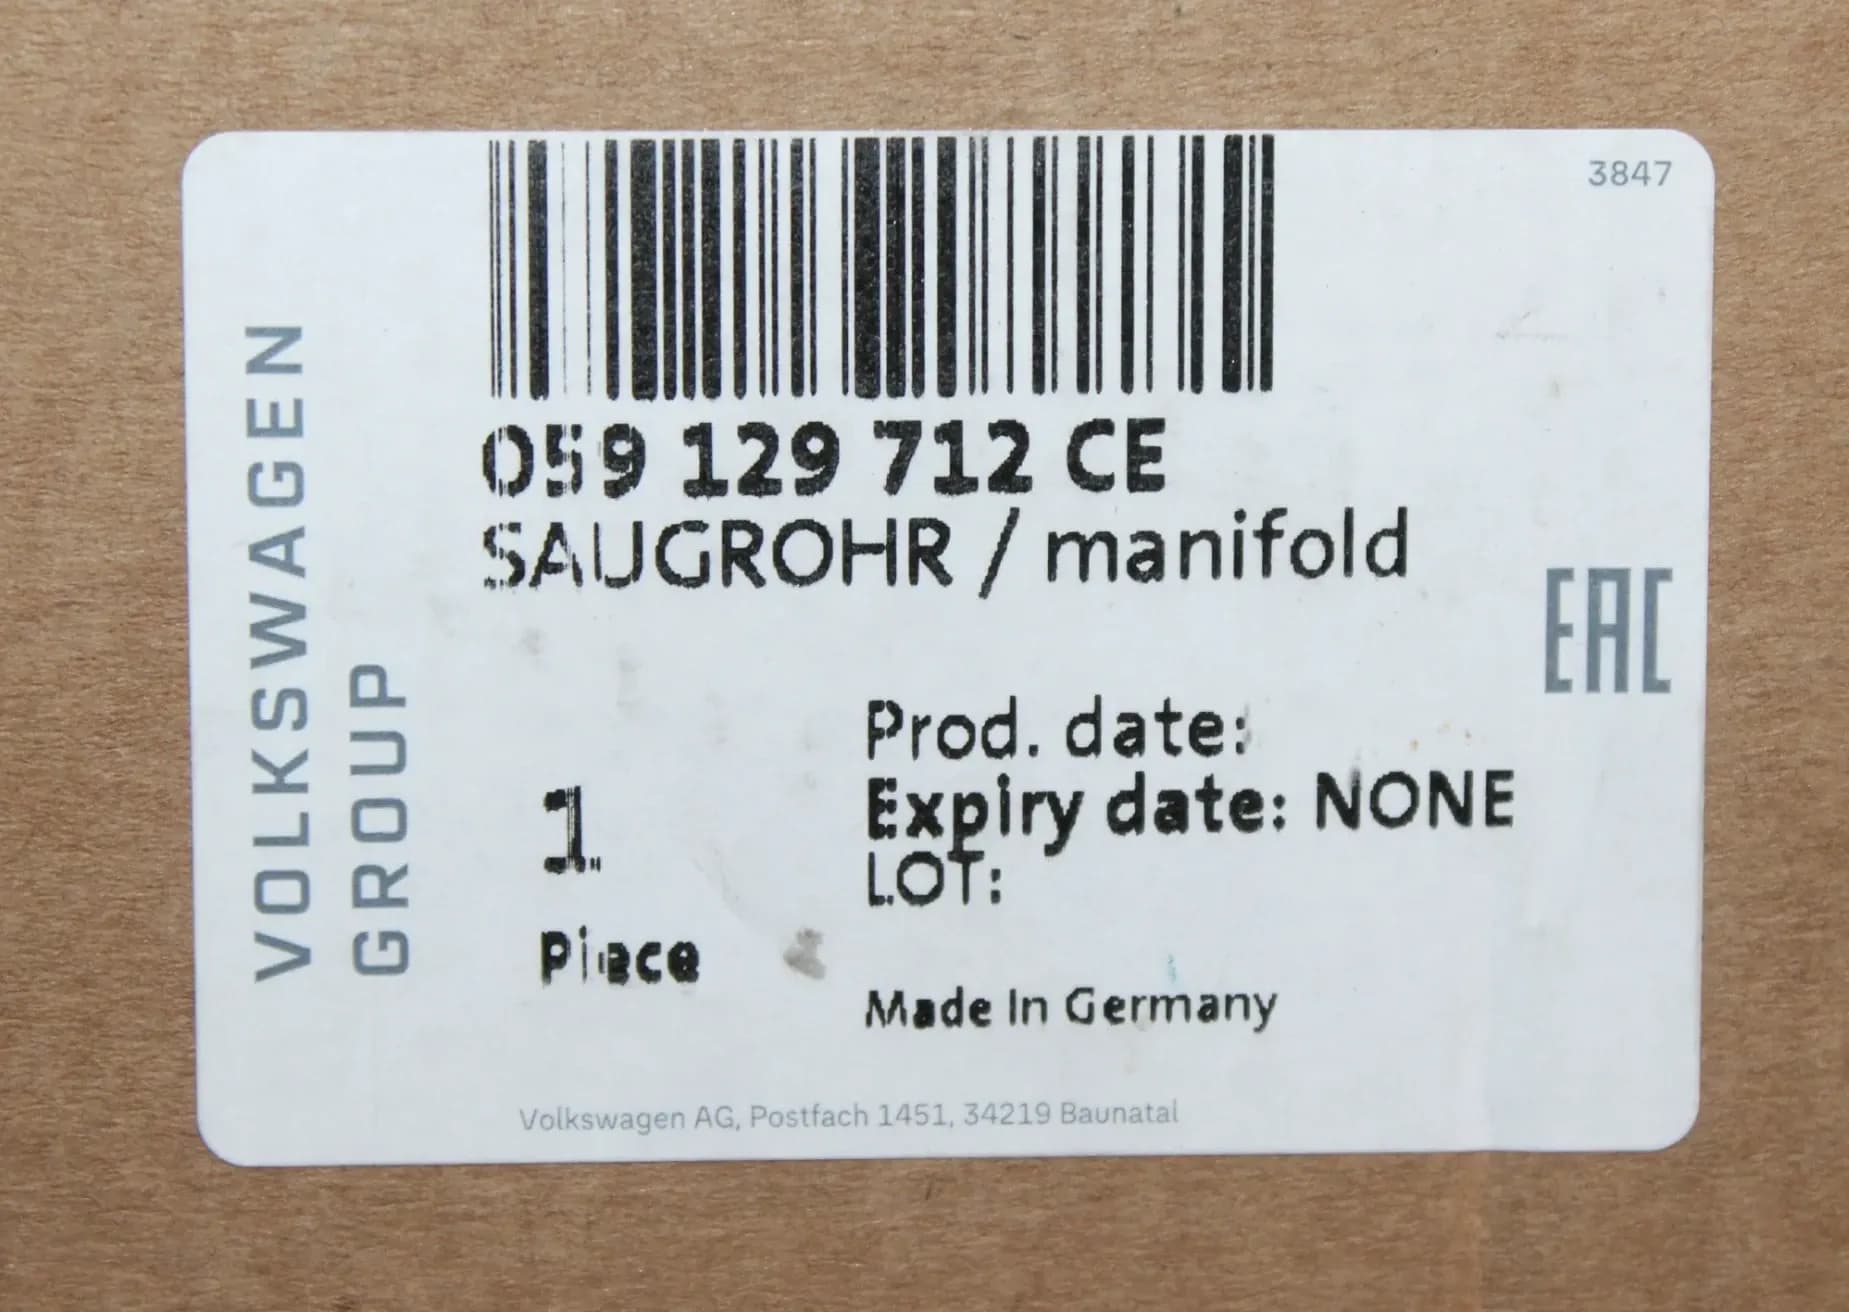 3847
059 129 712 CE
SAUGROHR / manifold
VOLKSWAGEN
GROUP
EAC
Prod. date:
Expiry date: NONE
LOT:
1
Piece
Made In Germany
Volkswagen AG, Postfach 1451, 34219 Baunatal